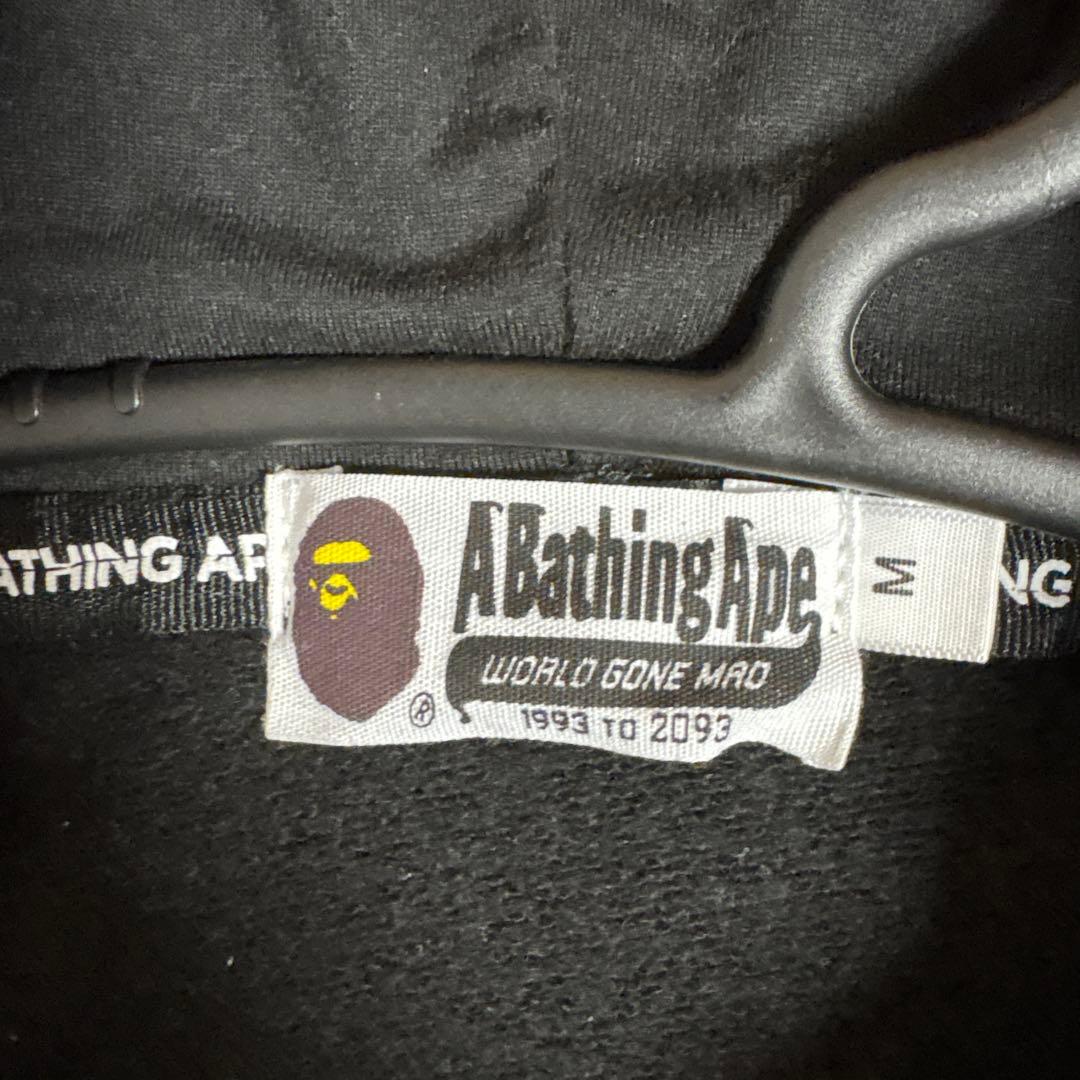 ATHING AP
A Bathing Ape
WORLD GONE MAD
1993 TO 2093
®
M
NG